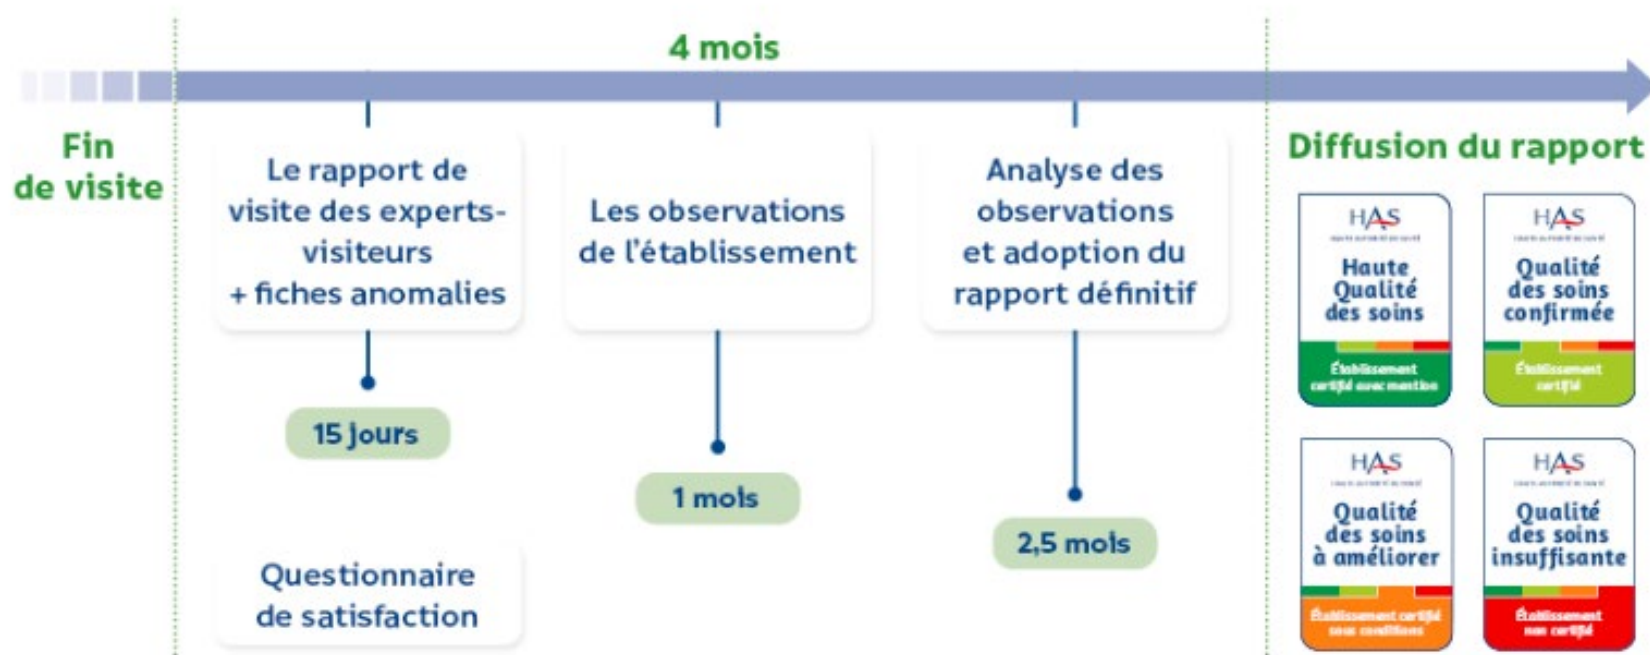 4 mois
Fin
de visite
Le rapport de
visite des experts-
visiteurs
+ fiches anomalies
15 jours
Questionnaire
de satisfaction
Les observations
de l'établissement
1 mois
Analyse des
observations
et adoption du
rapport définitif
2,5 mois
Diffusion du rapport
HAS
Haute
Qualité
des soins
Établissement
certifié avec mention
HAS
Qualité
des soins
confirmée
Établissement
certifié
HAS
Qualité
des soins
à améliorer
Établissement certifié
sous conditions
HAS
Qualité
des soins
insuffisante
Établissement
non certifié